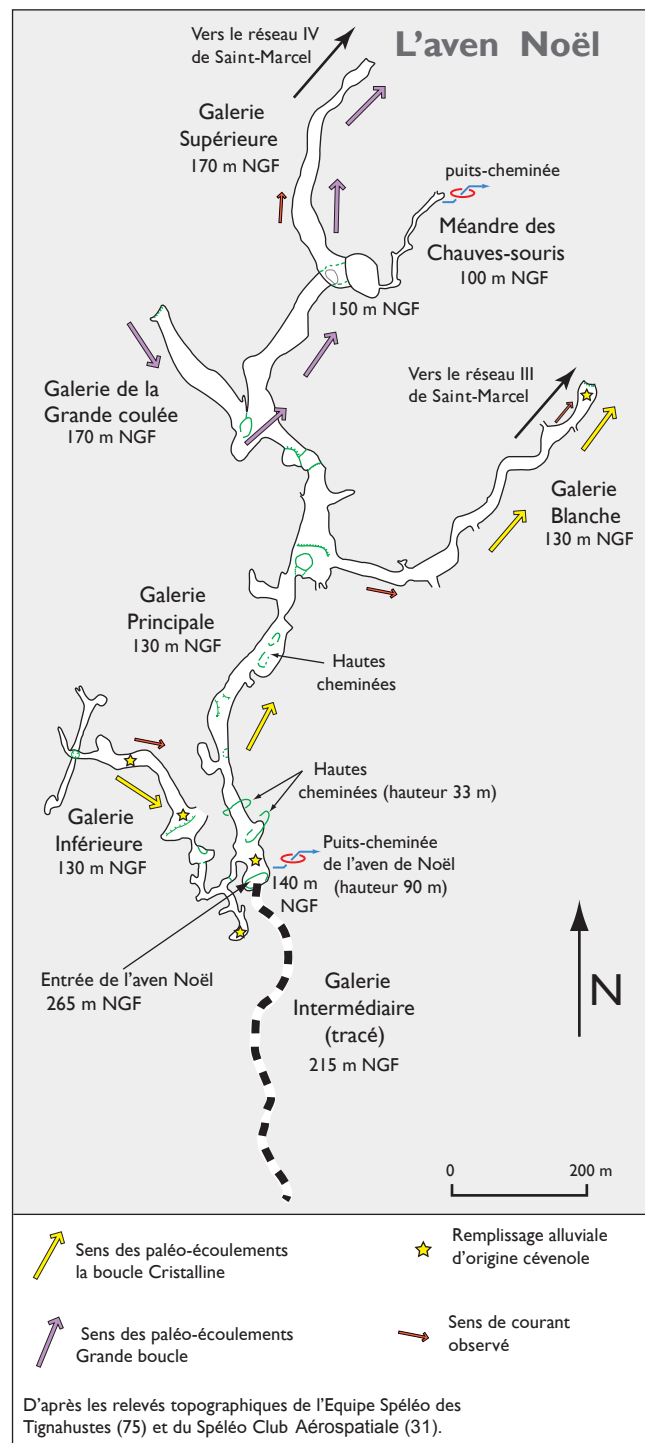 L'aven Noël
Vers le réseau IV
de Saint-Marcel
Galerie
Supérieure
170 m NGF
puits-cheminée
Méandre des
Chauves-souris
100 m NGF
150 m NGF
Galerie de la
Grande coulée
170 m NGF
Vers le réseau III
de Saint-Marcel
Galerie
Blanche
130 m NGF
Galerie
Principale
130 m NGF
Hautes
cheminées
Hautes
cheminées (hauteur 33 m)
Galerie
Inférieure
130 m NGF
Puits-cheminée
de l'aven de Noël
(hauteur 90 m)
140 m
NGF
Entrée de l'aven Noël
265 m NGF
Galerie
Intermédiaire
(tracé)
215 m NGF
N
0 200 m
Sens des paléo-écoulements
la boucle Cristalline
Remplissage alluviale
d'origine cévenole
Sens des paléo-écoulements
Grande boucle
Sens de courant
observé
D'après les relevés topographiques de l'Equipe Spéléo des
Tignahustes (75) et du Spéléo Club Aérospatiale (31).